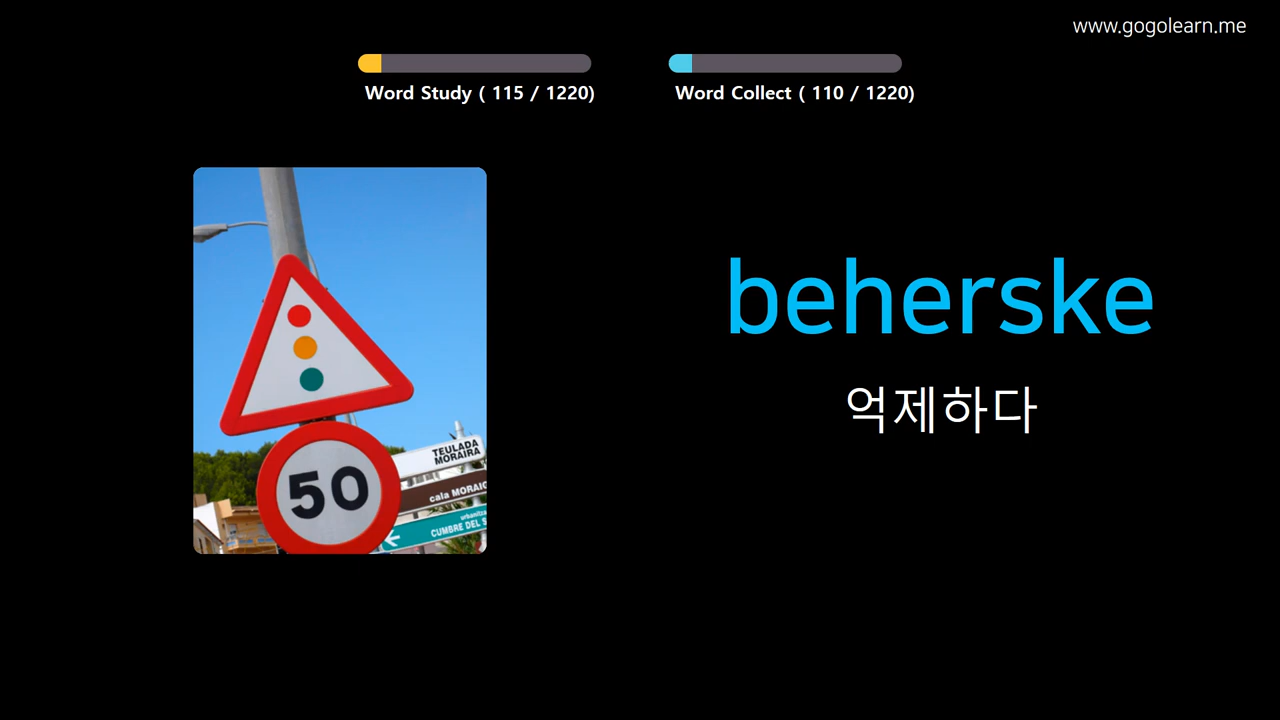 www.gogolearn.me
Word Study ( 115 / 1220)
Word Collect ( 110 / 1220)
beherske
억제하다
TEULADA
MORAIRA
cala
50
CUMBRE DEL